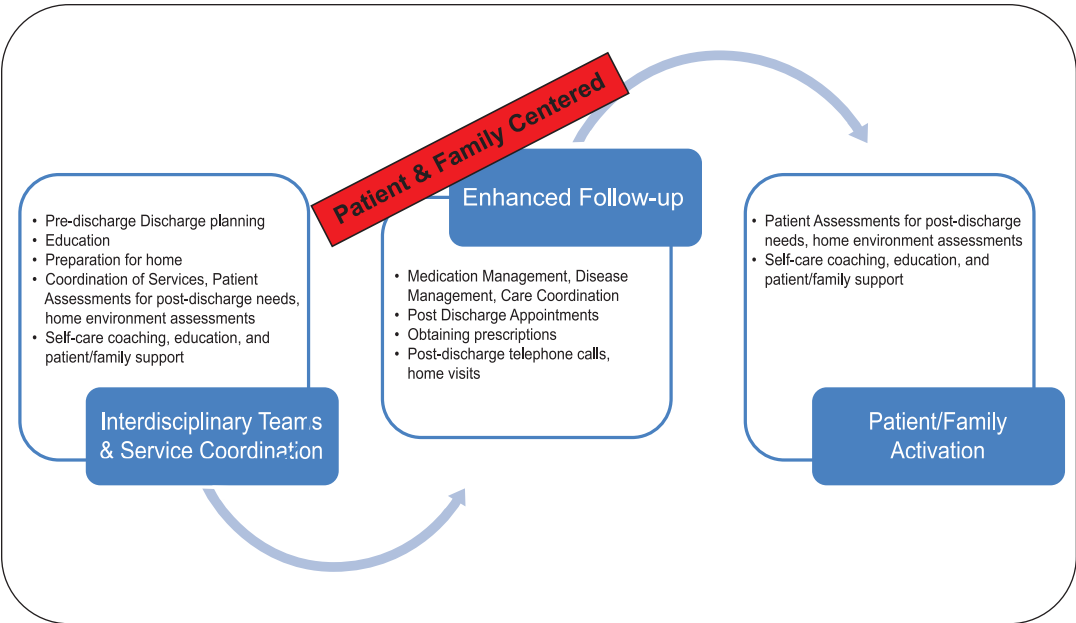 Patient & Family Centered
• Pre-discharge Discharge planning
• Education
• Preparation for home
• Coordination of Services, Patient
Assessments for post-discharge needs,
home environment assessments
• Self-care coaching, education, and
patient/family support
Interdisciplinary Teams
& Service Coordination
Enhanced Follow-up
• Medication Management, Disease
Management, Care Coordination
• Post Discharge Appointments
• Obtaining prescriptions
• Post-discharge telephone calls,
home visits
• Patient Assessments for post-discharge
needs, home environment assessments
• Self-care coaching, education, and
patient/family support
Patient/Family
Activation